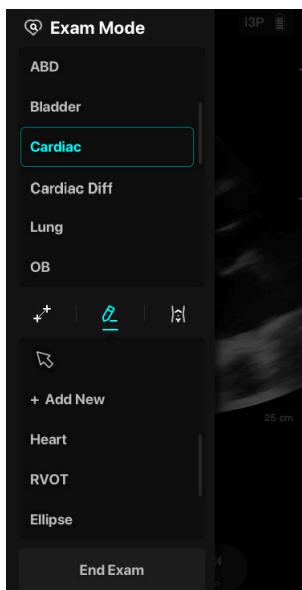 Exam Mode
i3P
ABD
Bladder
Cardiac
Cardiac Diff
Lung
OB
+ Add New
Heart
25 cm
RVOT
Ellipse
End Exam